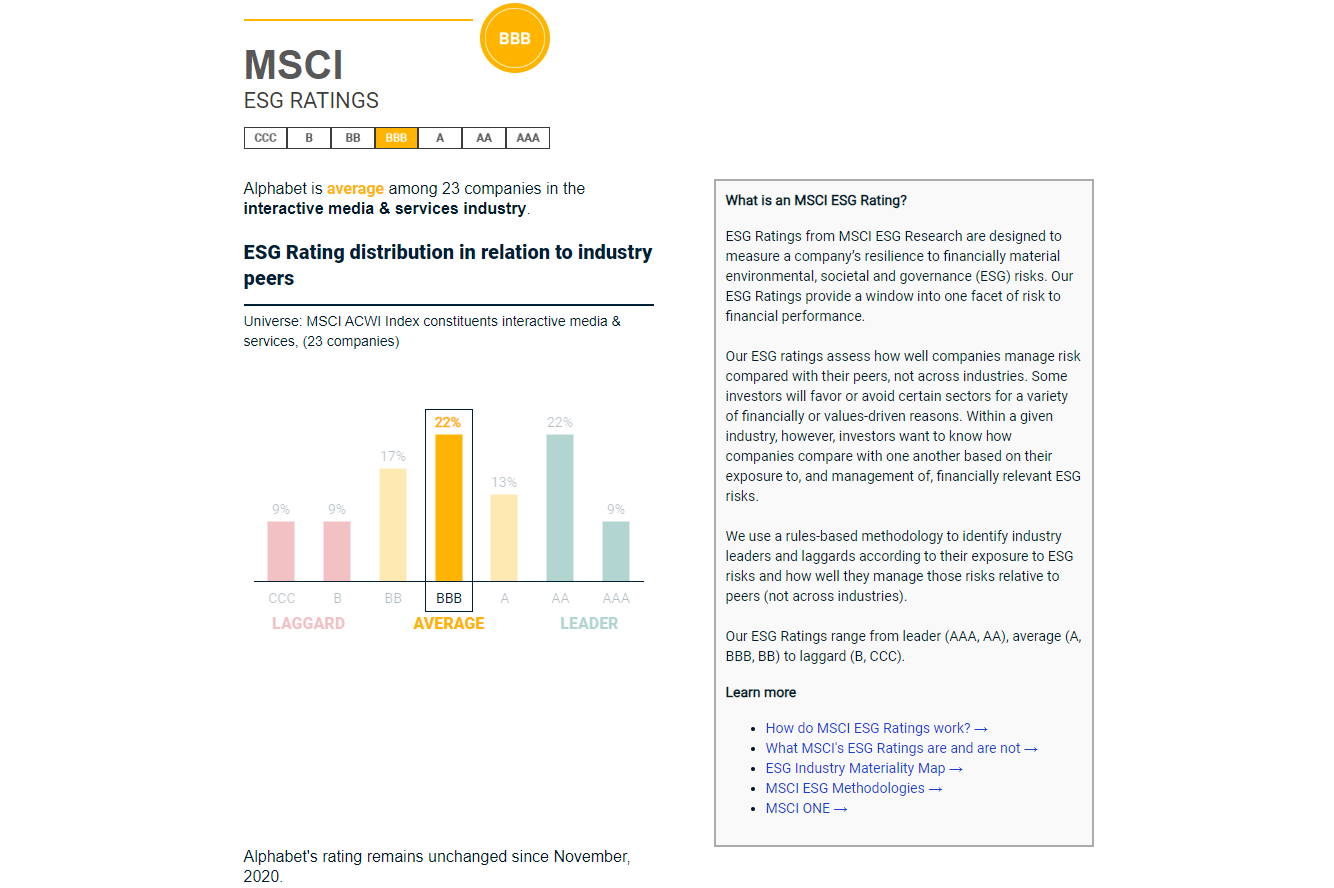 BBB
MSCI
ESG RATINGS
CCC B BB BBB A AA AAA
Alphabet is average among 23 companies in the
interactive media & services industry.
ESG Rating distribution in relation to industry
peers
Universe: MSCI ACWI Index constituents interactive media &
services, (23 companies)
9% 9% 17% 22% 13% 22% 9%
CCC B BB BBB A AA AAA
LAGGARD AVERAGE LEADER
Alphabet's rating remains unchanged since November,
2020.
What is an MSCI ESG Rating?
ESG Ratings from MSCI ESG Research are designed to
measure a company’s resilience to financially material
environmental, societal and governance (ESG) risks. Our
ESG Ratings provide a window into one facet of risk to
financial performance.
Our ESG ratings assess how well companies manage risk
compared with their peers, not across industries. Some
investors will favor or avoid certain sectors for a variety
of financially or values-driven reasons. Within a given
industry, however, investors want to know how
companies compare with one another based on their
exposure to, and management of, financially relevant ESG
risks.
We use a rules-based methodology to identify industry
leaders and laggards according to their exposure to ESG
risks and how well they manage those risks relative to
peers (not across industries).
Our ESG Ratings range from leader (AAA, AA), average (A,
BBB, BB) to laggard (B, CCC).
Learn more
• How do MSCI ESG Ratings work? →
• What MSCI's ESG Ratings are and are not →
• ESG Industry Materiality Map →
• MSCI ESG Methodologies →
• MSCI ONE →